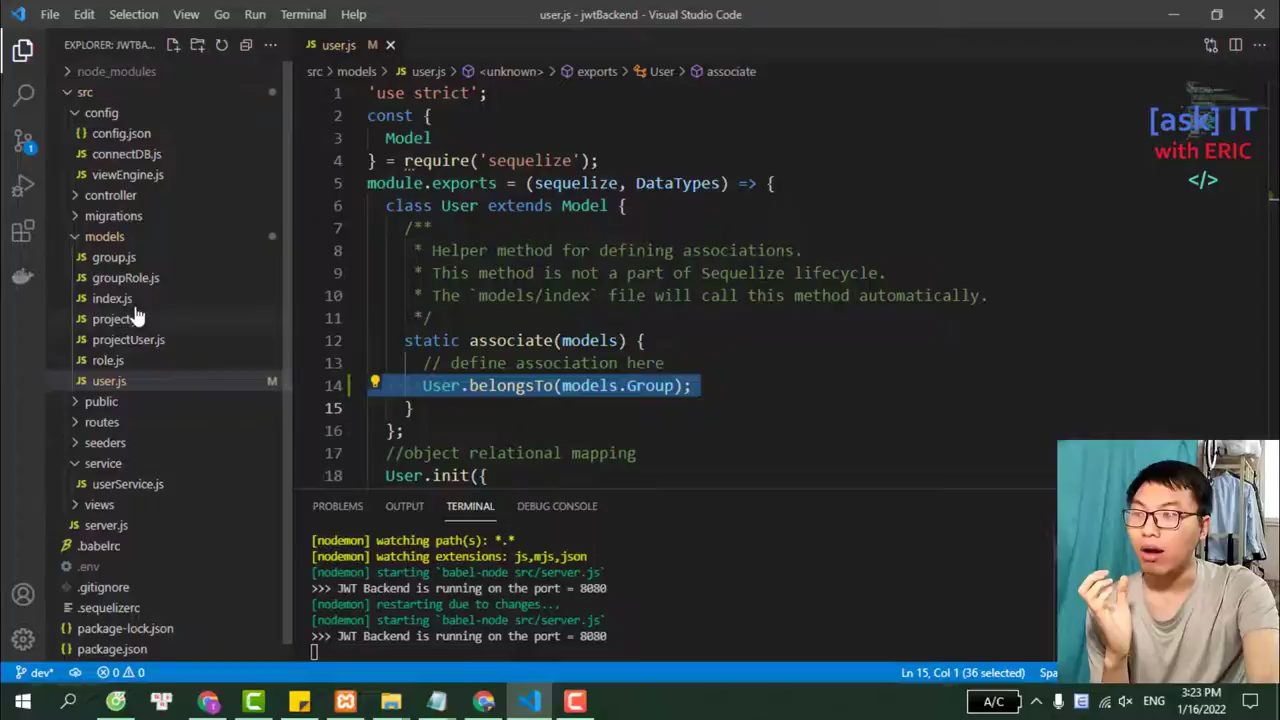 File Edit Selection View Go Run Terminal Help
user.js - jwtBackend - Visual Studio Code
EXPLORER: JWTBA...
node_modules
src
config
config.json
connectDB.js
viewEngine.js
controller
migrations
models
group.js
groupRole.js
index.js
project
projectUser.js
role.js
user.js M
public
routes
seeders
service
userService.js
views
server.js
.babelrc
.env
.gitignore
.sequelizerc
package-lock.json
package.json
user.js M
src > models > JS user.js > <unknown> > exports > User > associate
1 'use strict';
2 const {
3 Model
4 } = require('sequelize');
5 module.exports = (sequelize, DataTypes) => {
6 class User extends Model {
7 /**
8 * Helper method for defining associations.
9 * This method is not a part of Sequelize lifecycle.
10 * The `models/index` file will call this method automatically.
11 */
12 static associate(models) {
13 // define association here
14 User.belongsTo(models.Group);
15 }
16 };
17 //object relational mapping
18 User.init({
[ask] IT
with ERIC
</>
PROBLEMS OUTPUT TERMINAL DEBUG CONSOLE
[nodemon] watching path(s): *.*
[nodemon] watching extensions: js,mjs,json
[nodemon] starting `babel-node src/server.js`
>>> JWT Backend is running on the port = 8080
[nodemon] restarting due to changes...
[nodemon] starting `babel-node src/server.js`
>>> JWT Backend is running on the port = 8080
dev* 0 0 Ln 15, Col 1 (36 selected) Spa
A/C ENG 3:23 PM
1/16/2022